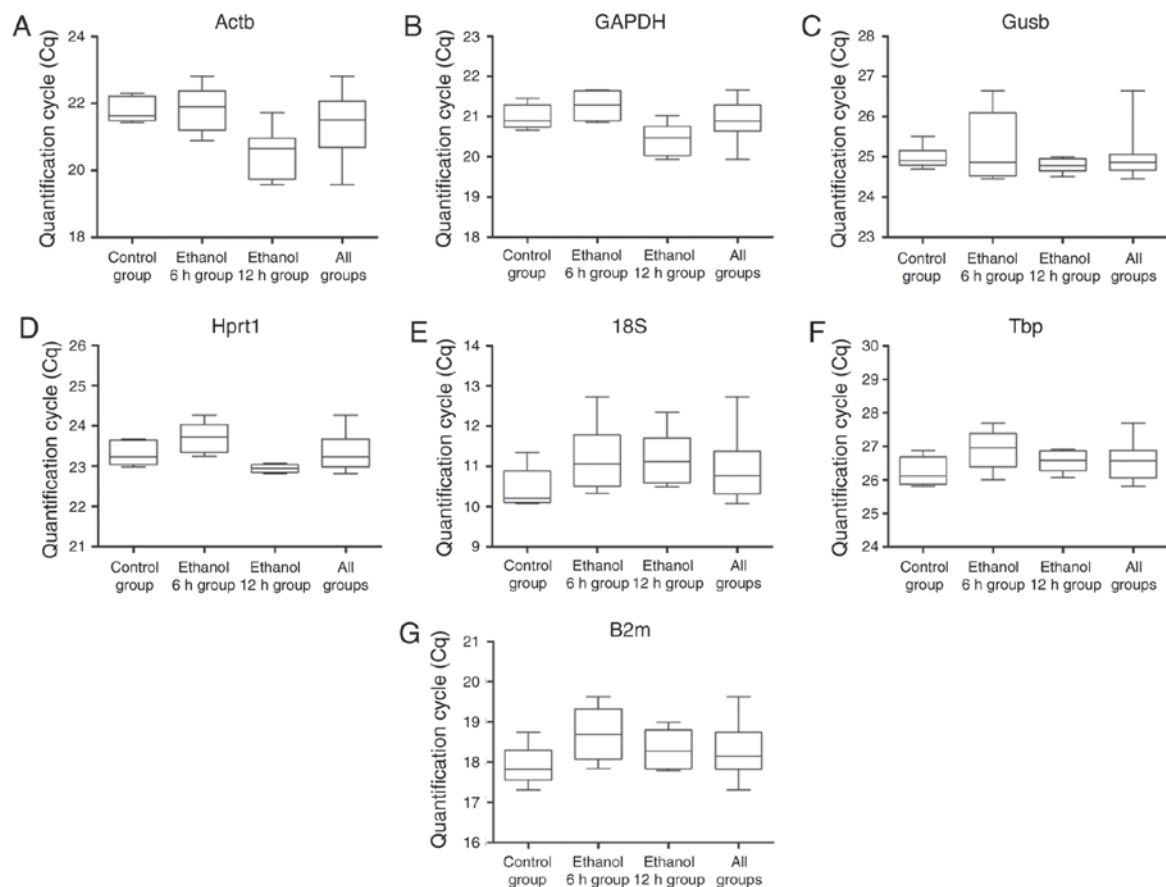 A
Actb
Quantification cycle (Cq)
24
22
20
18
Control group
Ethanol 6 h group
Ethanol 12 h group
All groups
B
GAPDH
Quantification cycle (Cq)
23
22
21
20
19
18
Control group
Ethanol 6 h group
Ethanol 12 h group
All groups
C
Gusb
Quantification cycle (Cq)
28
27
26
25
24
23
Control group
Ethanol 6 h group
Ethanol 12 h group
All groups
D
Hprt1
Quantification cycle (Cq)
26
25
24
23
22
21
Control group
Ethanol 6 h group
Ethanol 12 h group
All groups
E
18S
Quantification cycle (Cq)
14
13
12
11
10
9
Control group
Ethanol 6 h group
Ethanol 12 h group
All groups
F
Tbp
Quantification cycle (Cq)
30
29
28
27
26
25
24
Control group
Ethanol 6 h group
Ethanol 12 h group
All groups
G
B2m
Quantification cycle (Cq)
21
20
19
18
17
16
Control group
Ethanol 6 h group
Ethanol 12 h group
All groups